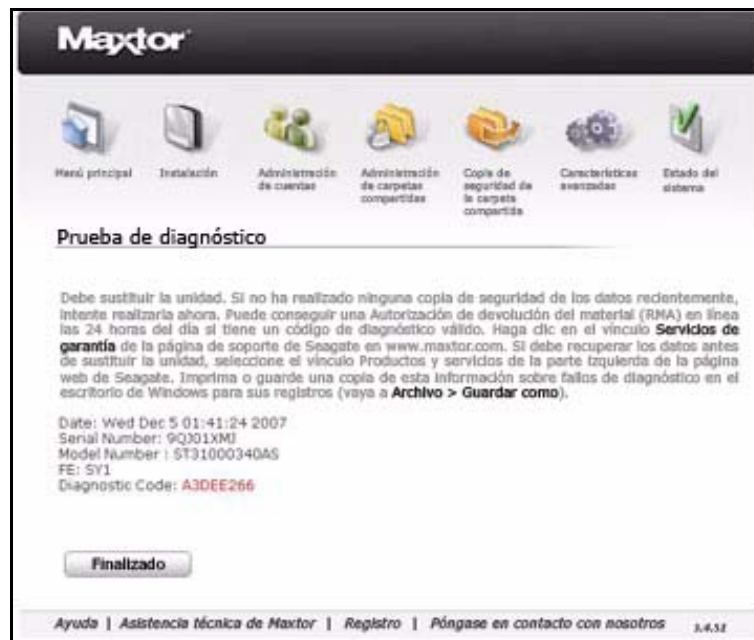 Maxtor
Menú principal
Instalación
Administración
de cuentas
Administración
de carpetas
compartidas
Copia de
seguridad de
la carpeta
compartida
Características
avanzadas
Estado del
sistema
Prueba de diagnóstico
Debe sustituir la unidad. Si no ha realizado ninguna copia de seguridad de los datos recientemente,
intente realizarla ahora. Puede conseguir una Autorización de devolución del material (RMA) en línea
las 24 horas del día si tiene un código de diagnóstico válido. Haga clic en el vínculo Servicios de
garantía de la página de soporte de Seagate en www.maxtor.com. Si debe recuperar los datos antes
de sustituir la unidad, seleccione el vínculo Productos y servicios de la parte izquierda de la página
web de Seagate. Imprima o guarde una copia de esta información sobre fallos de diagnóstico en el
escritorio de Windows para sus registros (vaya a Archivo > Guardar como).
Date: Wed Dec 5 01:41:24 2007
Serial Number: 9QJ01XMJ
Model Number : ST31000340AS
FE: SY1
Diagnostic Code: A3DEE266
Finalizado
Ayuda | Asistencia técnica de Maxtor | Registro | Póngase en contacto con nosotros